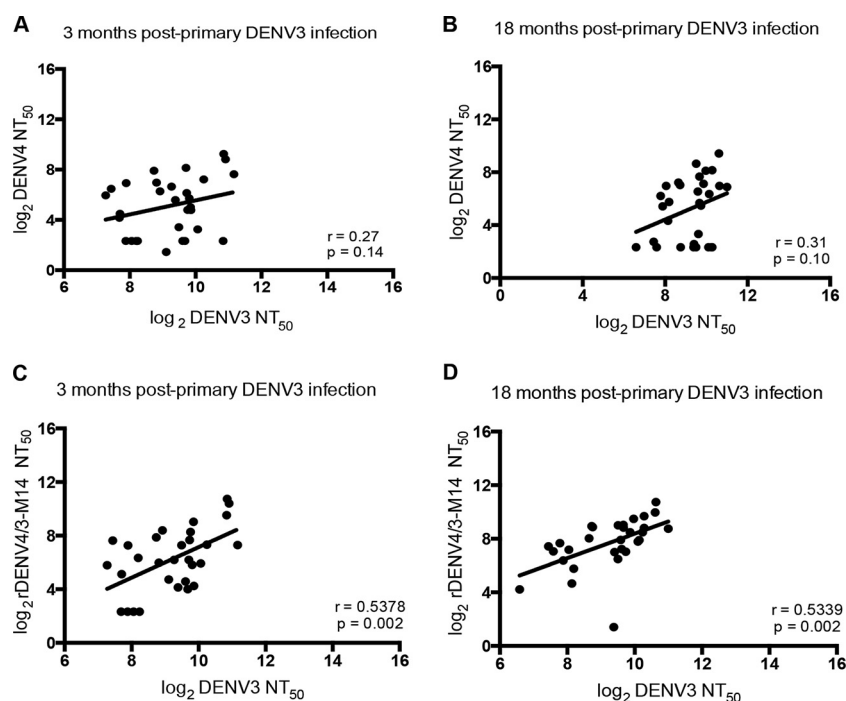 A
3 months post-primary DENV3 infection
16
12
8
4
0
log2 DENV4 NT50
r = 0.27
p = 0.14
6
8
10
12
14
16
log2 DENV3 NT50
B
18 months post-primary DENV3 infection
16
12
8
4
0
log2 DENV4 NT50
r = 0.31
p = 0.10
0
4
8
12
16
log2 DENV3 NT50
C
3 months post-primary DENV3 infection
16
12
8
4
0
log2 rDENV4/3-M14 NT50
r = 0.5378
p = 0.002
6
8
10
12
14
16
log2 DENV3 NT50
D
18 months post-primary DENV3 infection
16
12
8
4
0
log2 rDENV4/3-M14 NT50
r = 0.5339
p = 0.002
6
8
10
12
14
16
log2 DENV3 NT50